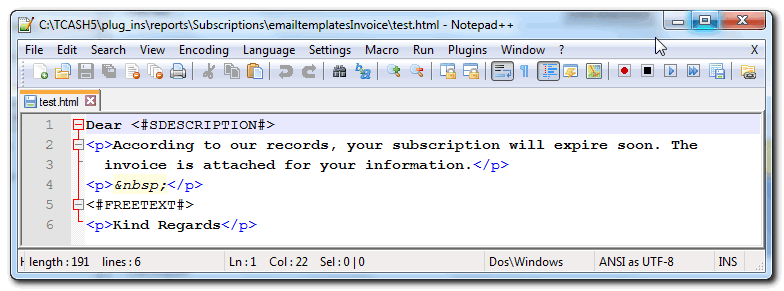 C:\TCASH5\plug_ins\reports\Subscriptions\emailtemplatesInvoice\test.html - Notepad++
File Edit Search View Encoding Language Settings Macro Run Plugins Window ? X
test.html
1 Dear <#SDESCRIPTION#>
2 <p>According to our records, your subscription will expire soon. The
3 invoice is attached for your information.</p>
4 <p>&nbsp;</p>
5 <#FREETEXT#>
6 <p>Kind Regards</p>
length : 191 lines : 6 Ln : 1 Col : 22 Sel : 0 | 0 Dos\Windows ANSI as UTF-8 INS